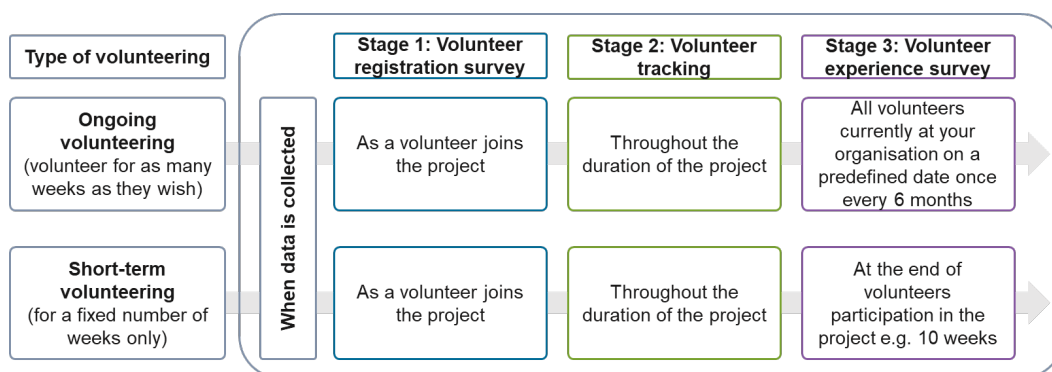 Type of volunteering
Stage 1: Volunteer
registration survey
Stage 2: Volunteer
tracking
Stage 3: Volunteer
experience survey
When data is collected
Ongoing
volunteering
(volunteer for as many
weeks as they wish)
As a volunteer joins
the project
Throughout the
duration of the project
All volunteers
currently at your
organisation on a
predefined date once
every 6 months
Short-term
volunteering
(for a fixed number of
weeks only)
As a volunteer joins
the project
Throughout the
duration of the project
At the end of
volunteers
participation in the
project e.g. 10 weeks